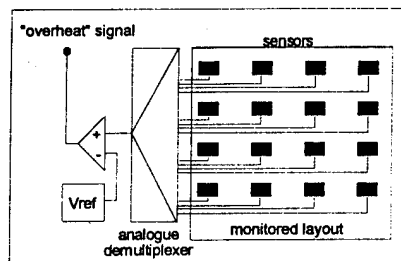 "overheat" signal
sensors
+
-
Vref
analogue
demultiplexer
monitored layout